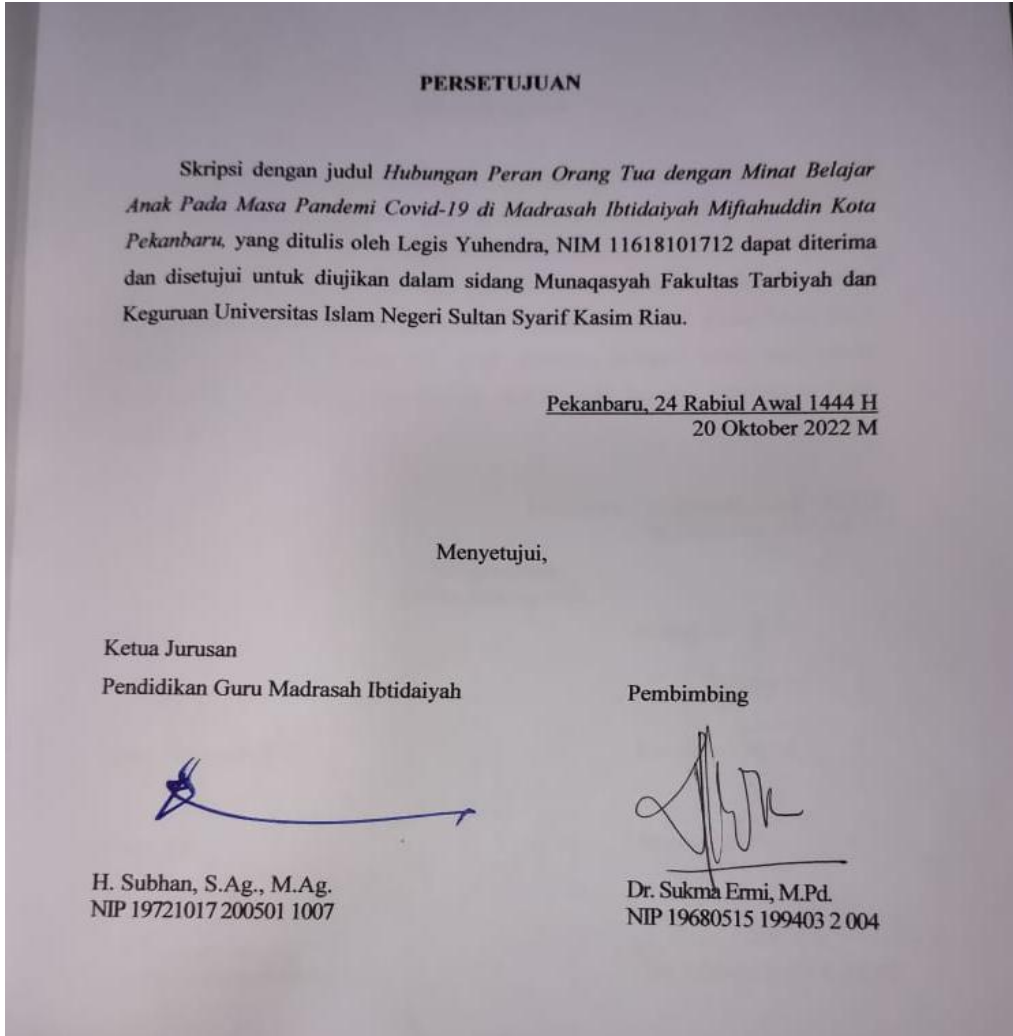 PERSETUJUAN
Skripsi dengan judul Hubungan Peran Orang Tua dengan Minat Belajar
Anak Pada Masa Pandemi Covid-19 di Madrasah Ibtidaiyah Miftahuddin Kota
Pekanbaru, yang ditulis oleh Legis Yuhendra, NIM 11618101712 dapat diterima
dan disetujui untuk diujikan dalam sidang Munaqasyah Fakultas Tarbiyah dan
Keguruan Universitas Islam Negeri Sultan Syarif Kasim Riau.
Pekanbaru, 24 Rabiul Awal 1444 H
20 Oktober 2022 M
Menyetujui,
Ketua Jurusan
Pendidikan Guru Madrasah Ibtidaiyah
Pembimbing
H. Subhan, S.Ag., M.Ag.
NIP 19721017 200501 1007
Dr. Sukma Ermi, M.Pd.
NIP 19680515 199403 2 004